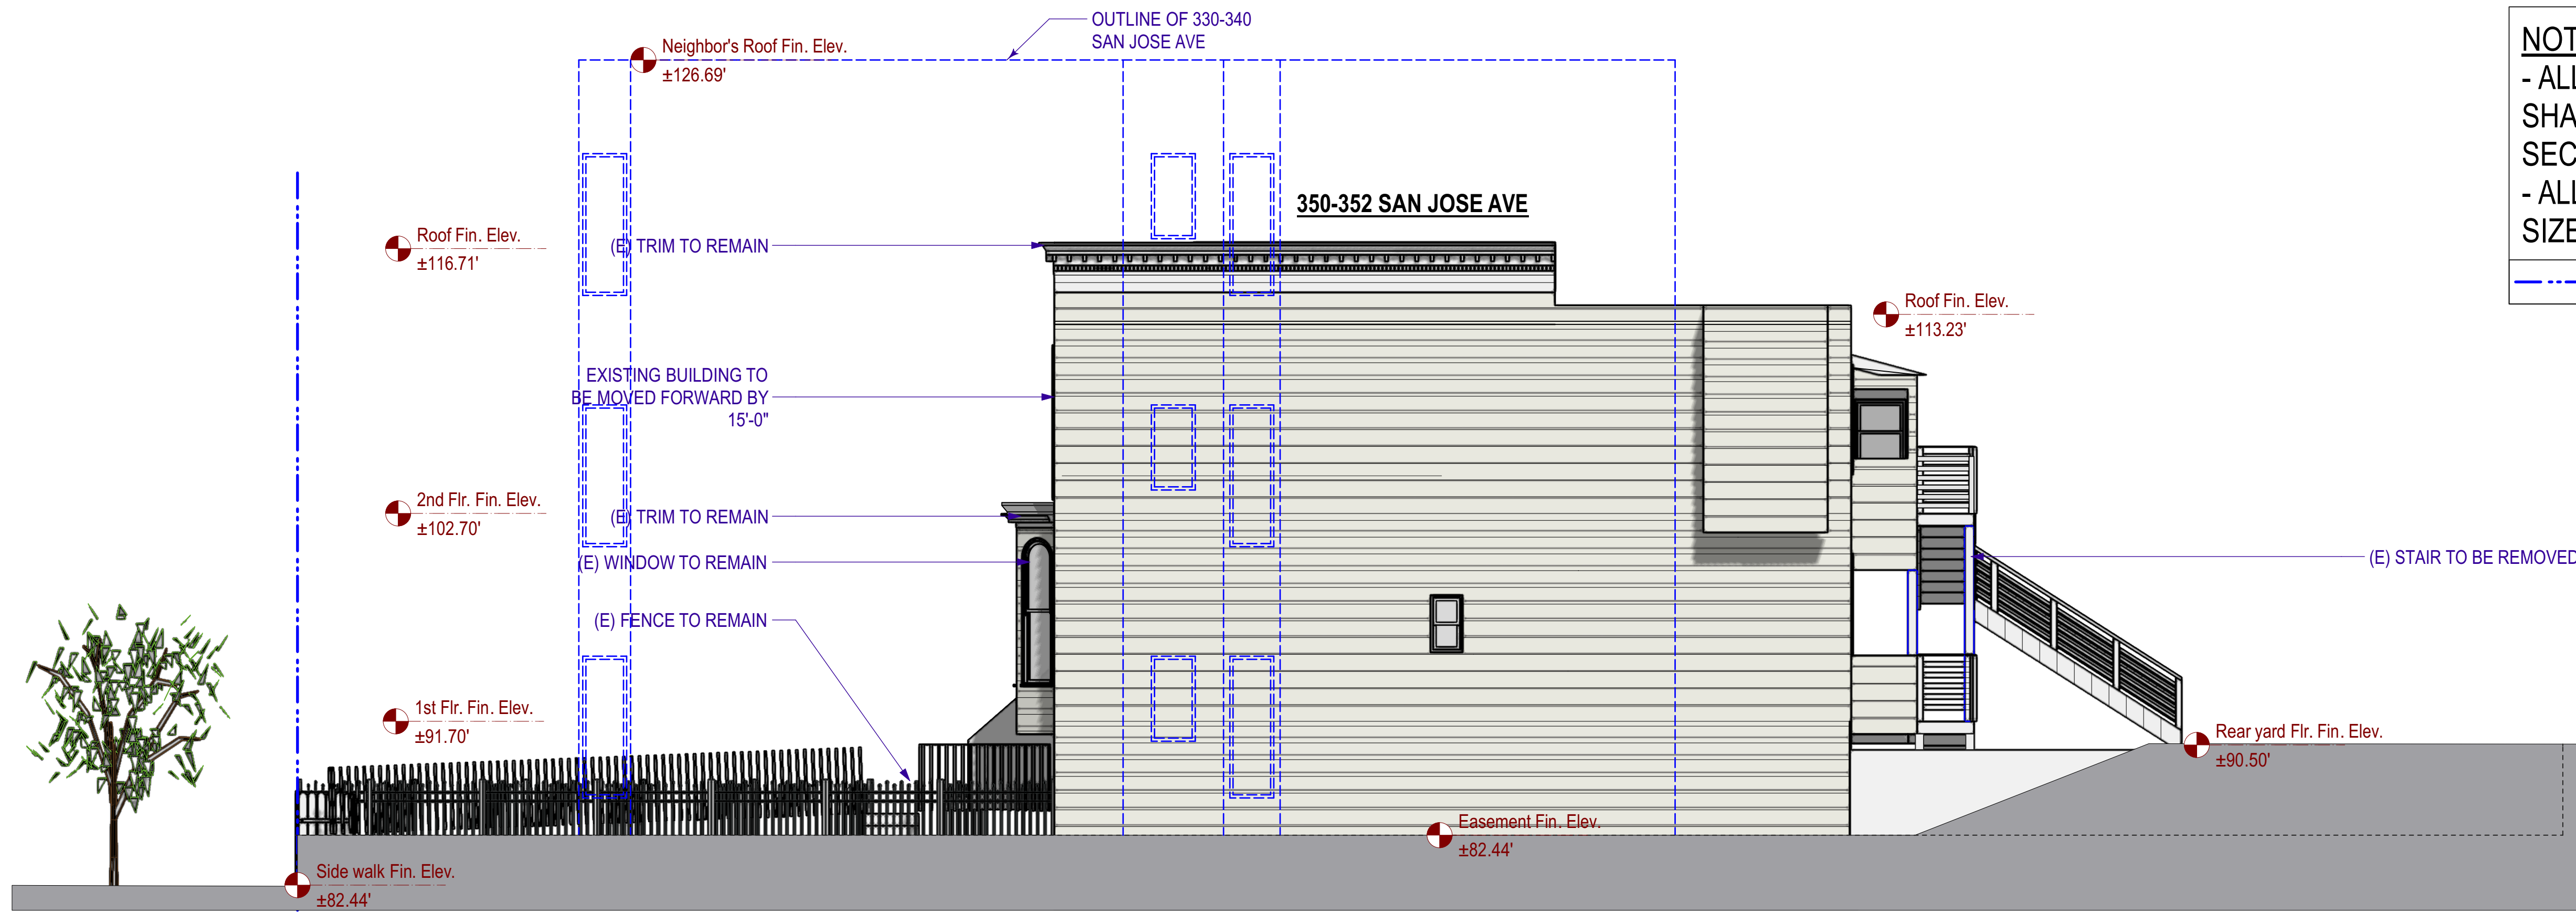 OUTLINE OF 330-340
SAN JOSE AVE
Neighbor's Roof Fin. Elev.
±126.69'
NOT
- ALL
SHA
SEC
- ALL
SIZE
350-352 SAN JOSE AVE
Roof Fin. Elev.
±116.71'
(E) TRIM TO REMAIN
Roof Fin. Elev.
±113.23'
EXISTING BUILDING TO
BE MOVED FORWARD BY
15'-0"
2nd Flr. Fin. Elev.
±102.70'
(E) TRIM TO REMAIN
(E) WINDOW TO REMAIN
(E) STAIR TO BE REMOVED
(E) FENCE TO REMAIN
1st Flr. Fin. Elev.
±91.70'
Rear yard Flr. Fin. Elev.
±90.50'
Easement Fin. Elev.
±82.44'
Side walk Fin. Elev.
±82.44'